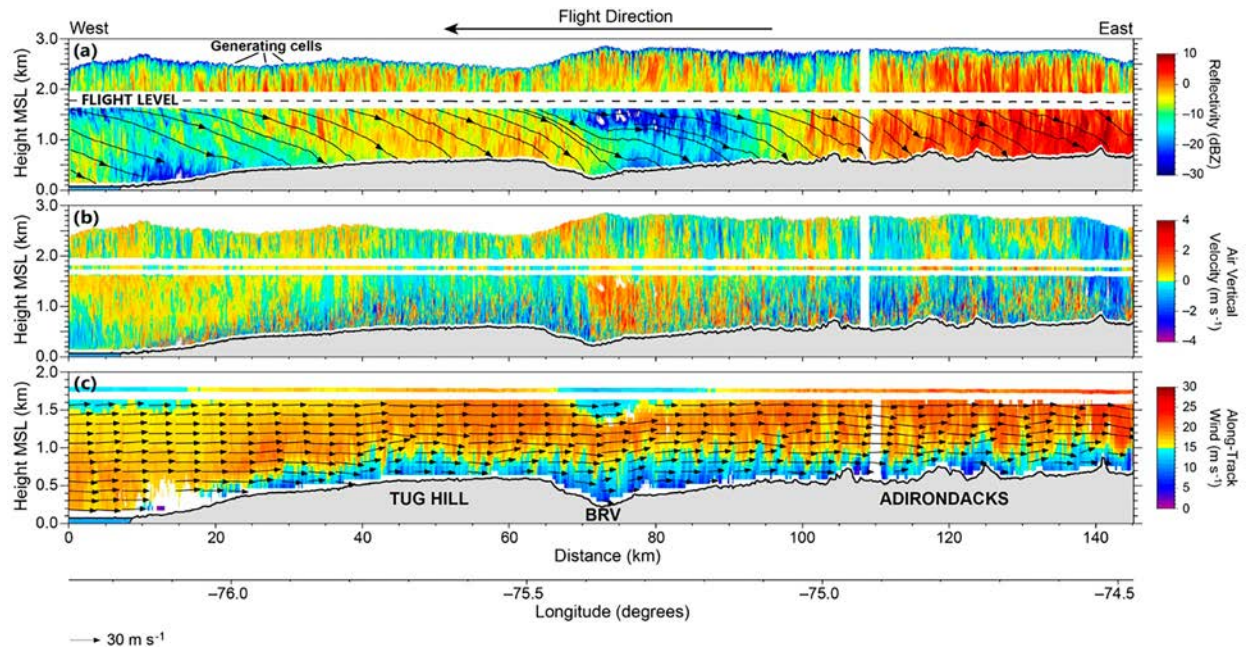 West
Flight Direction
East
(a)
Generating cells
FLIGHT LEVEL
Height MSL (km)
3.0
2.0
1.0
0.0
10
0
−10
−20
−30
Reflectivity (dBZ)
(b)
Height MSL (km)
3.0
2.0
1.0
0.0
4
2
0
−2
−4
Air Vertical
Velocity (m s⁻¹)
(c)
Height MSL (km)
2.0
1.5
1.0
0.5
0.0
TUG HILL
BRV
ADIRONDACKS
30
25
20
15
10
5
0
Along-Track
Wind (m s⁻¹)
0 20 40 60 80 100 120 140
Distance (km)
−76.0 −75.5 −75.0 −74.5
Longitude (degrees)
30 m s⁻¹